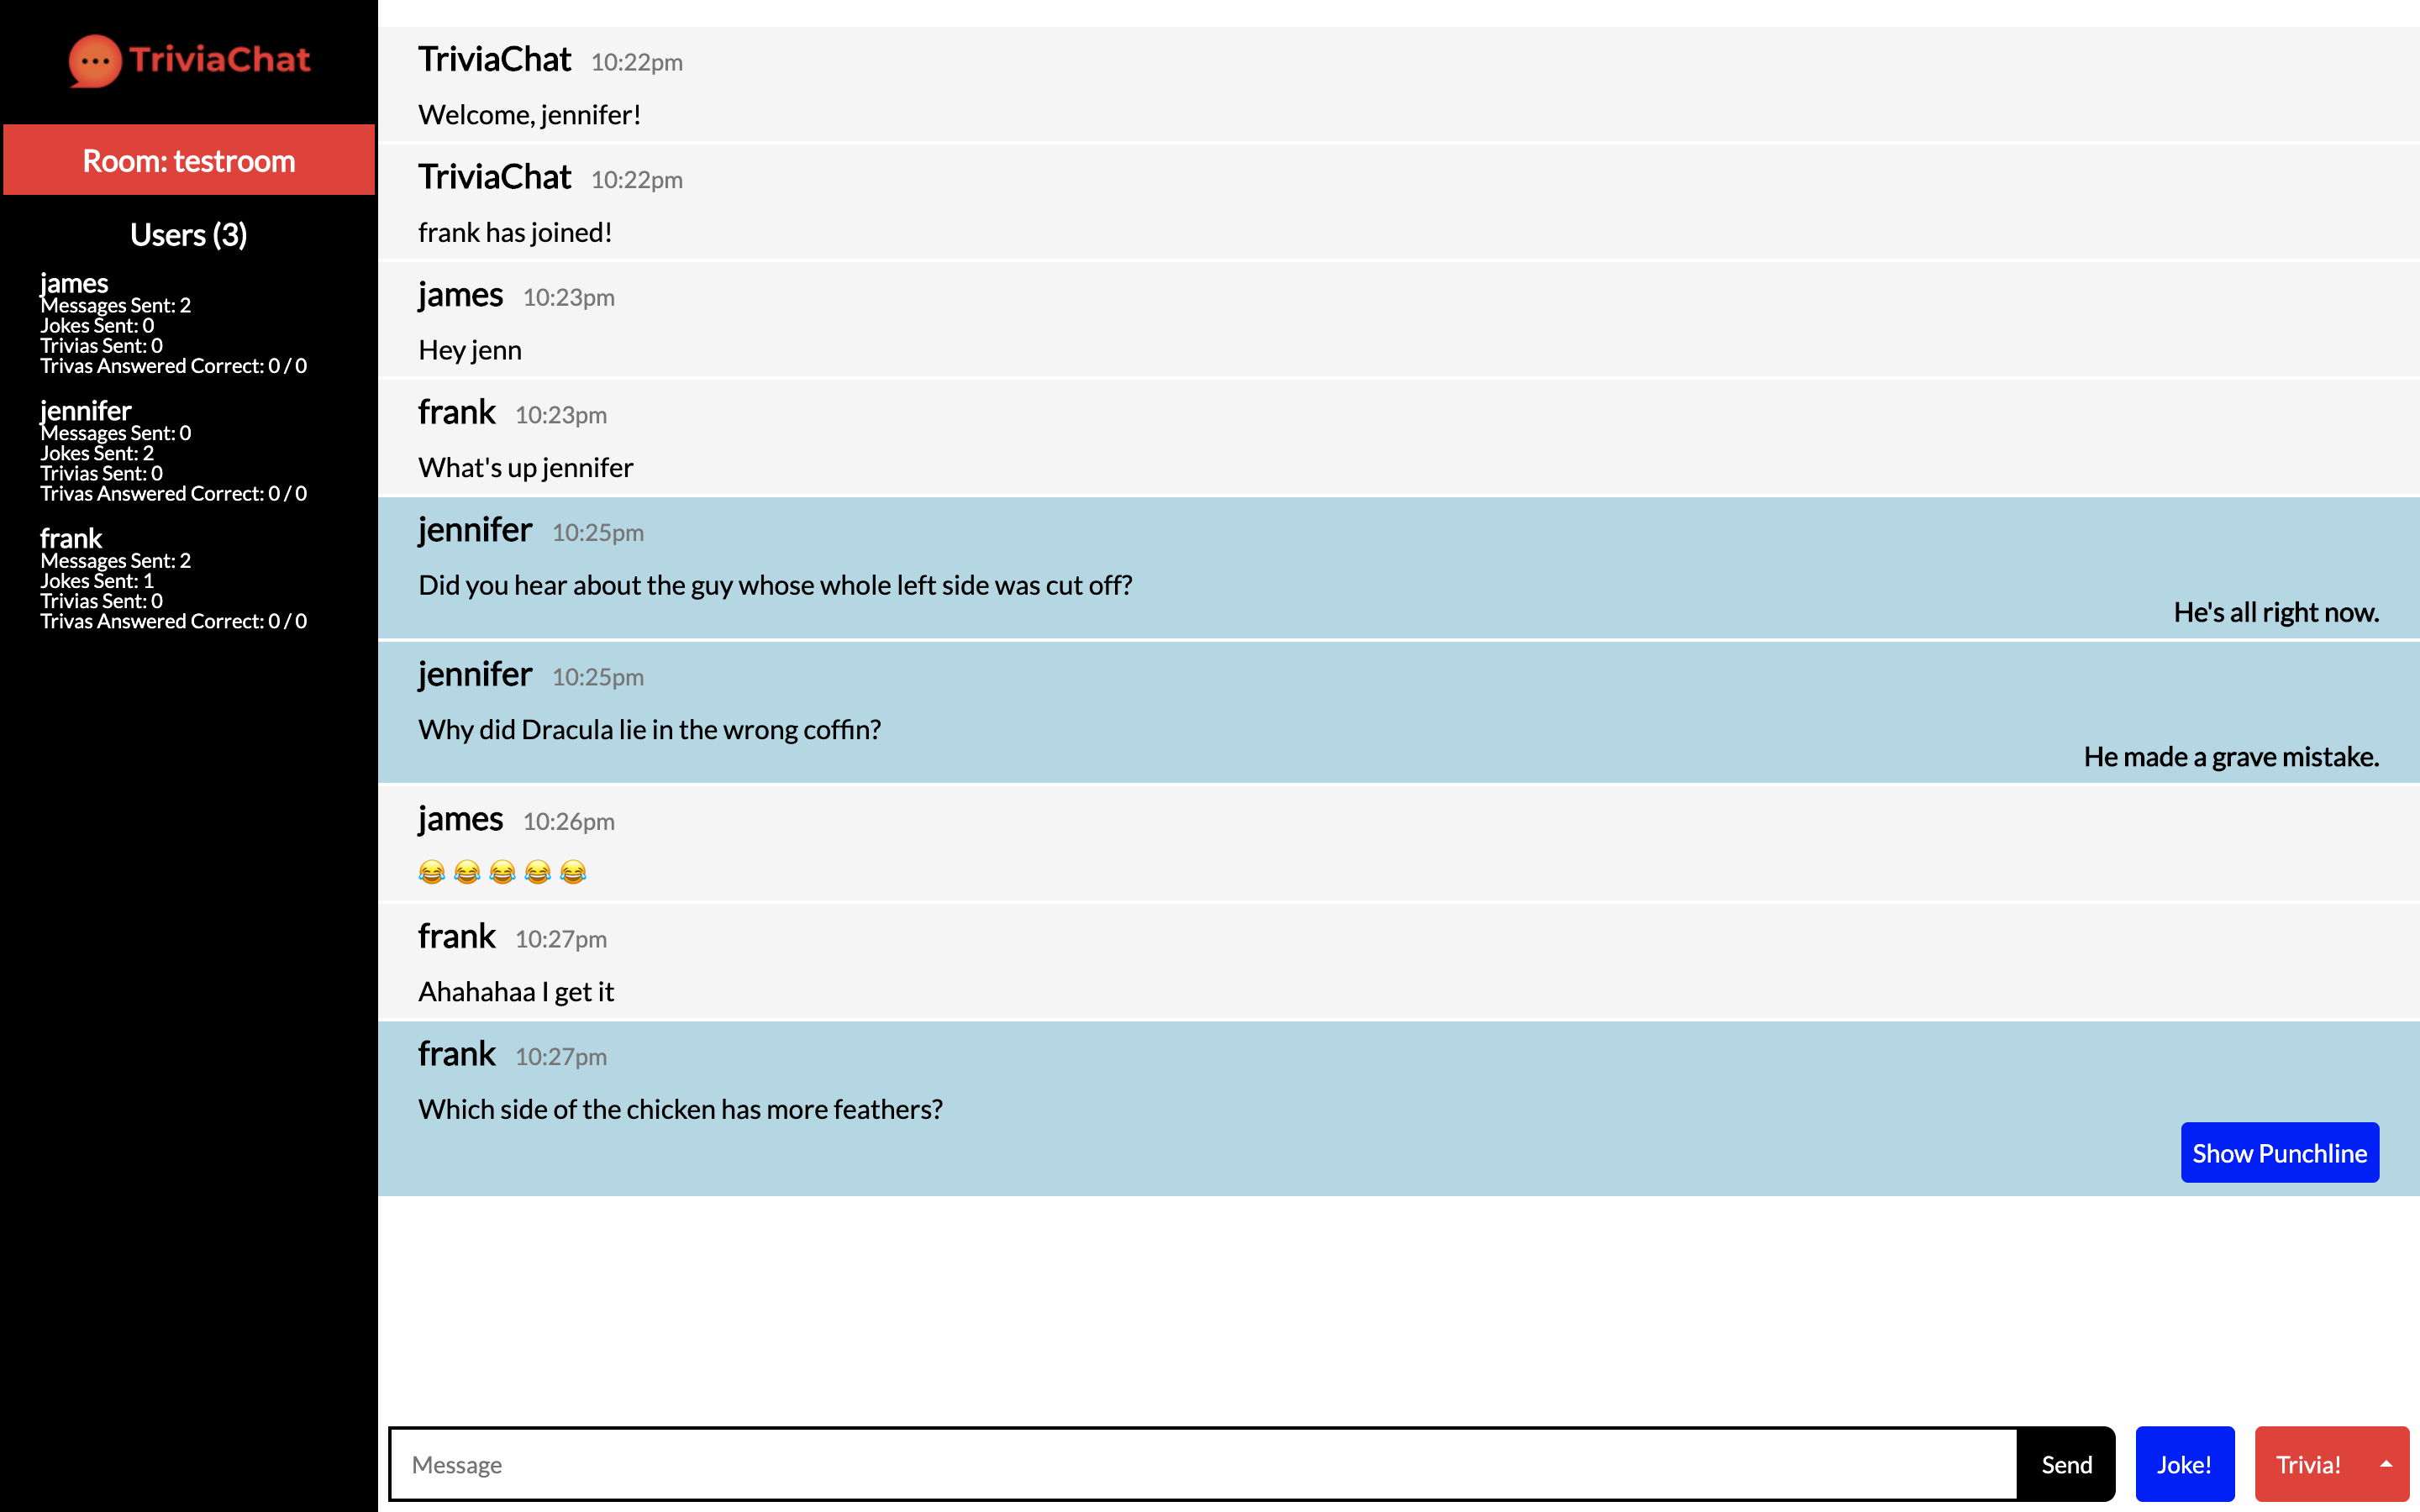 TriviaChat
Room: testroom
Users (3)
james
Messages Sent: 2
Jokes Sent: 0
Trivias Sent: 0
Trivas Answered Correct: 0 / 0
jennifer
Messages Sent: 0
Jokes Sent: 2
Trivias Sent: 0
Trivas Answered Correct: 0 / 0
frank
Messages Sent: 2
Jokes Sent: 1
Trivias Sent: 0
Trivas Answered Correct: 0 / 0
TriviaChat 10:22pm
Welcome, jennifer!
TriviaChat 10:22pm
frank has joined!
james 10:23pm
Hey jenn
frank 10:23pm
What's up jennifer
jennifer 10:25pm
Did you hear about the guy whose whole left side was cut off?
He's all right now.
jennifer 10:25pm
Why did Dracula lie in the wrong coffin?
He made a grave mistake.
james 10:26pm
😂 😂 😂 😂 😂
frank 10:27pm
Ahahahaa I get it
frank 10:27pm
Which side of the chicken has more feathers?
Show Punchline
Message
Send
Joke!
Trivia!